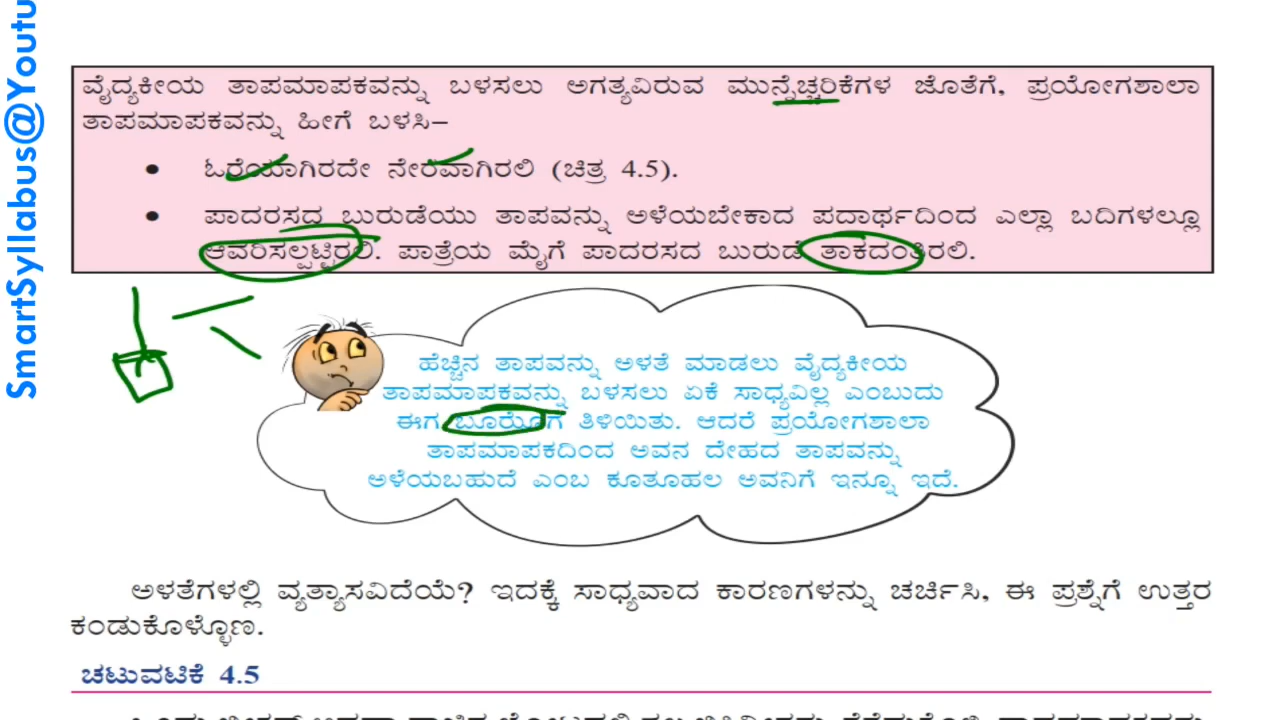 SmartSyllabus@Youtu
ವೈದ್ಯಕೀಯ ತಾಪಮಾಪಕವನ್ನು ಬಳಸಲು ಅಗತ್ಯವಿರುವ ಮುನ್ನೆಚ್ಚರಿಕೆಗಳ ಜೊತೆಗೆ, ಪ್ರಯೋಗಶಾಲಾ
ತಾಪಮಾಪಕವನ್ನು ಹೀಗೆ ಬಳಸಿ–
• ಓರೆಯಾಗಿರದೇ ನೇರವಾಗಿರಲಿ (ಚಿತ್ರ 4.5).
• ಪಾದರಸದ ಬುರುಡೆಯು ತಾಪವನ್ನು ಅಳೆಯಬೇಕಾದ ಪದಾರ್ಥದಿಂದ ಎಲ್ಲಾ ಬದಿಗಳಲ್ಲೂ
ಆವರಿಸಲ್ಪಟ್ಟಿರಲಿ. ಪಾತ್ರೆಯ ಮೈಗೆ ಪಾದರಸದ ಬುರುಡೆ ತಾಕದಂತಿರಲಿ.
ಹೆಚ್ಚಿನ ತಾಪವನ್ನು ಅಳತೆ ಮಾಡಲು ವೈದ್ಯಕೀಯ
ತಾಪಮಾಪಕವನ್ನು ಬಳಸಲು ಏಕೆ ಸಾಧ್ಯವಿಲ್ಲ ಎಂಬುದು
ಈಗ ಬೂಝೊಗೆ ತಿಳಿಯಿತು. ಆದರೆ ಪ್ರಯೋಗಶಾಲಾ
ತಾಪಮಾಪಕದಿಂದ ಅವನ ದೇಹದ ತಾಪವನ್ನು
ಅಳೆಯಬಹುದೆ ಎಂಬ ಕೂತೂಹಲ ಅವನಿಗೆ ಇನ್ನೂ ಇದೆ.
ಅಳತೆಗಳಲ್ಲಿ ವ್ಯತ್ಯಾಸವಿದೆಯೆ? ಇದಕ್ಕೆ ಸಾಧ್ಯವಾದ ಕಾರಣಗಳನ್ನು ಚರ್ಚಿಸಿ, ಈ ಪ್ರಶ್ನೆಗೆ ಉತ್ತರ
ಕಂಡುಕೊಳ್ಳೋಣ.
ಚಟುವಟಿಕೆ 4.5